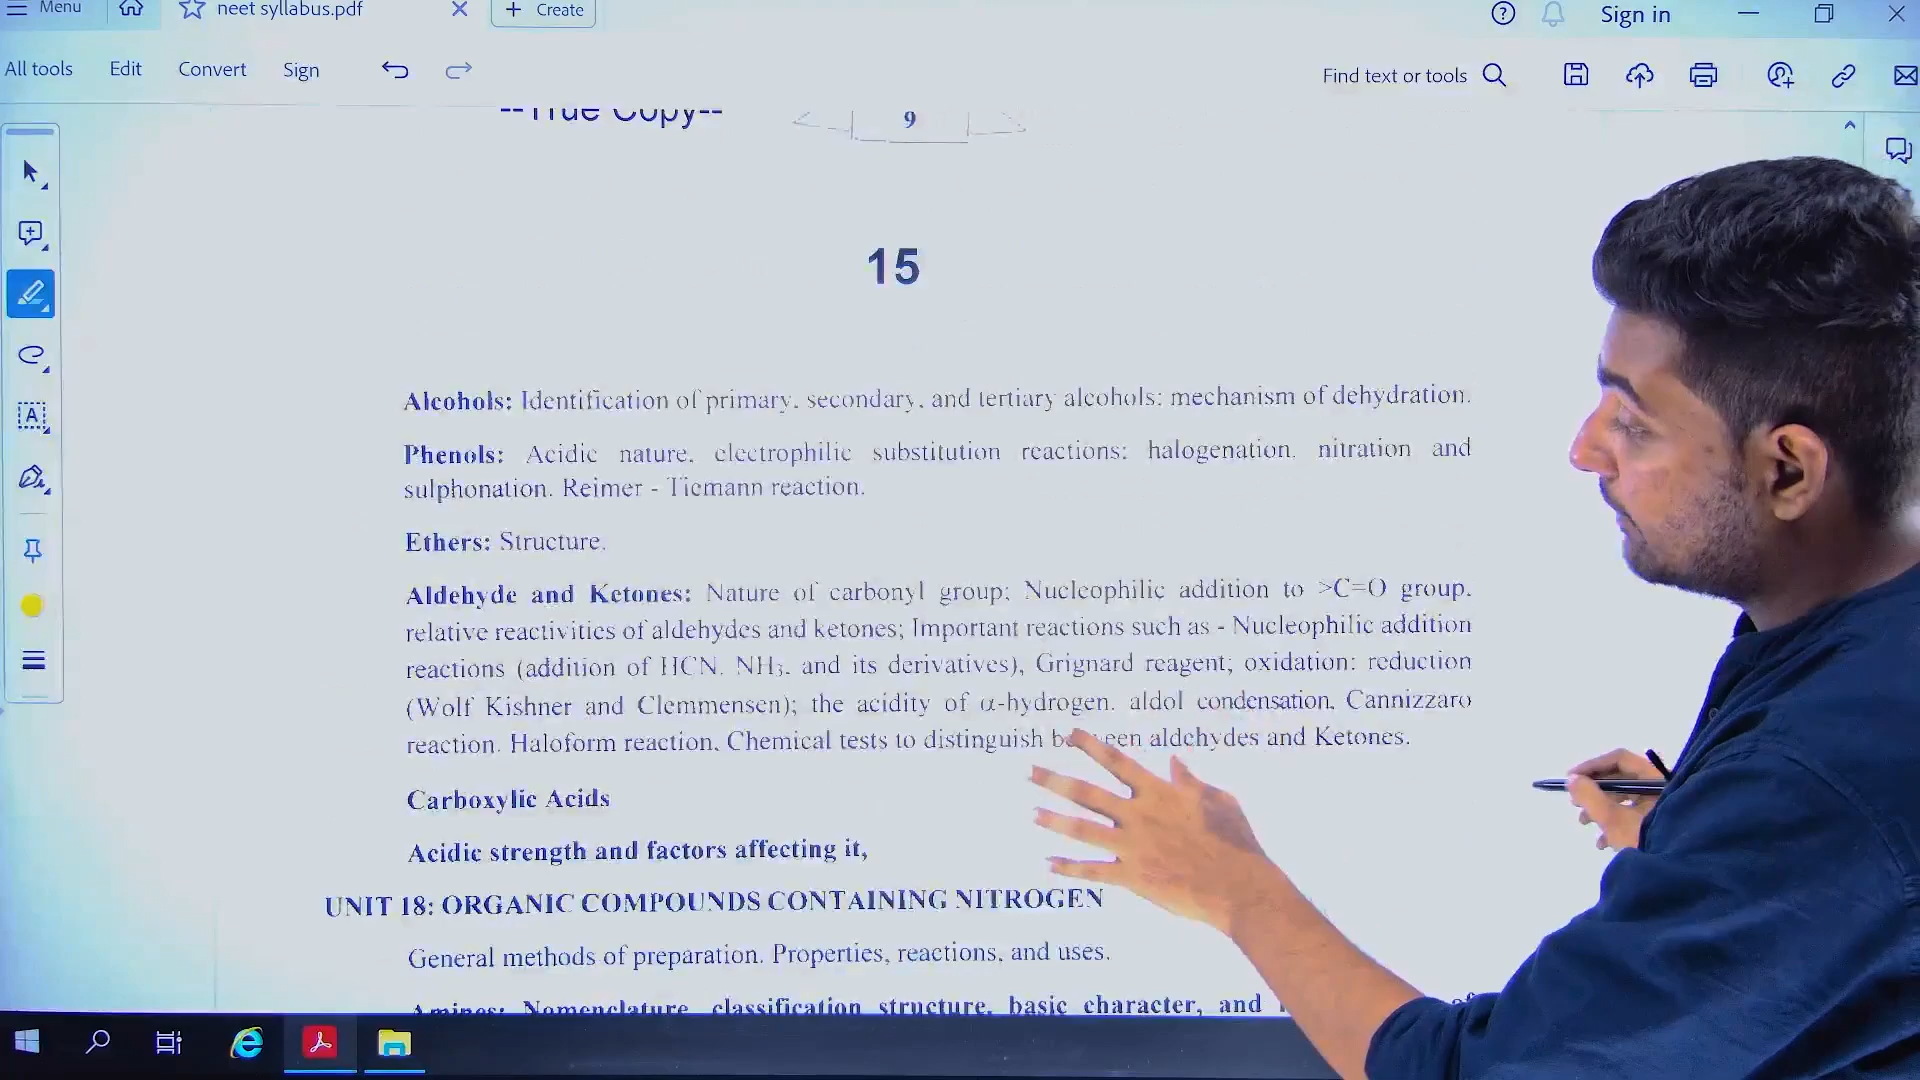 Menu
neet syllabus.pdf
Create
Sign in
All tools
Edit
Convert
Sign
Find text or tools
--True Copy--
9
15
Alcohols: Identification of primary, secondary, and tertiary alcohols: mechanism of dehydration.
Phenols: Acidic nature, electrophilic substitution reactions: halogenation, nitration and
sulphonation. Reimer - Tiemann reaction.
Ethers: Structure.
Aldehyde and Ketones: Nature of carbonyl group; Nucleophilic addition to >C=O group,
relative reactivities of aldehydes and ketones; Important reactions such as - Nucleophilic addition
reactions (addition of HCN, NH₃, and its derivatives), Grignard reagent; oxidation: reduction
(Wolf Kishner and Clemmensen); the acidity of α-hydrogen, aldol condensation, Cannizzaro
reaction. Haloform reaction, Chemical tests to distinguish between aldehydes and Ketones.
Carboxylic Acids
Acidic strength and factors affecting it,
UNIT 18: ORGANIC COMPOUNDS CONTAINING NITROGEN
General methods of preparation. Properties, reactions, and uses.
Amines: Nomenclature, classification structure, basic character, and